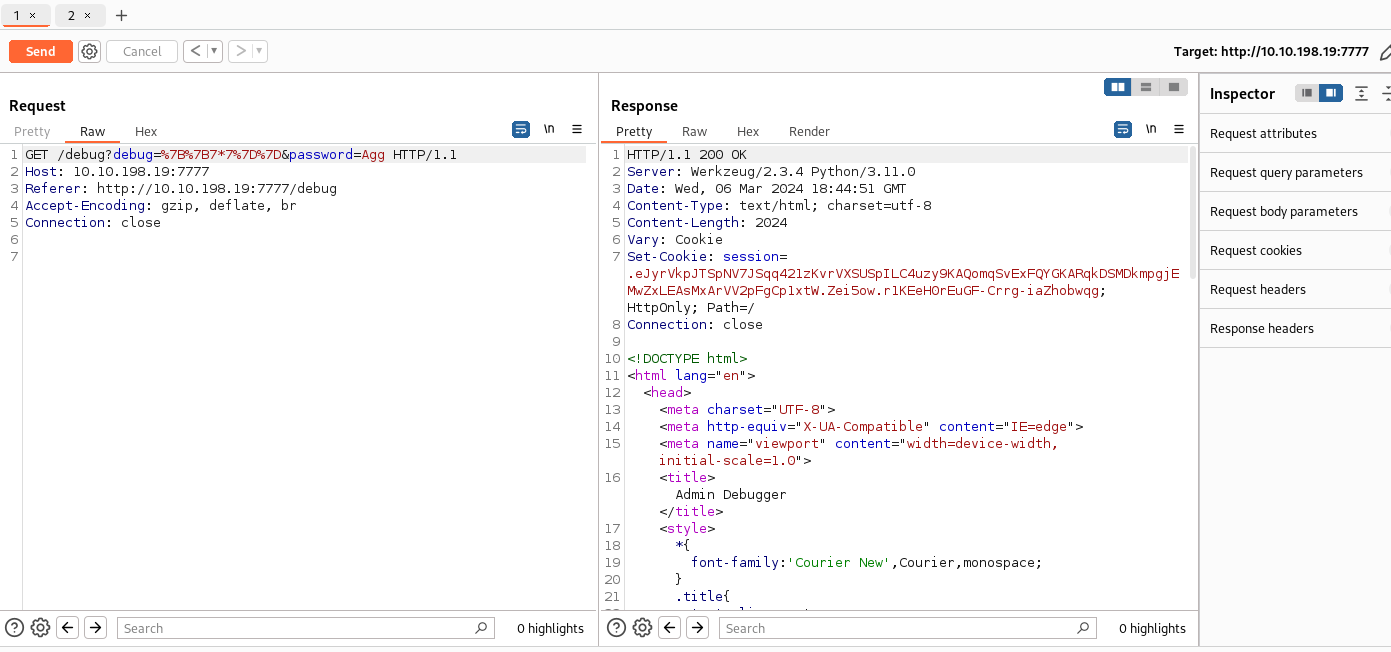 1 × 2 × +
Send Cancel < ▾ > ▾ Target: http://10.10.198.19:7777
Request
Pretty Raw Hex \n ≡
1 GET /debug?debug=%7B%7B7*7%7D%7D&password=Agg HTTP/1.1
2 Host: 10.10.198.19:7777
3 Referer: http://10.10.198.19:7777/debug
4 Accept-Encoding: gzip, deflate, br
5 Connection: close
6
7
Search 0 highlights
Response
Pretty Raw Hex Render \n ≡
1 HTTP/1.1 200 OK
2 Server: Werkzeug/2.3.4 Python/3.11.0
3 Date: Wed, 06 Mar 2024 18:44:51 GMT
4 Content-Type: text/html; charset=utf-8
5 Content-Length: 2024
6 Vary: Cookie
7 Set-Cookie: session=
.eJyrVkpJTSpNV7JSqq421zKvrVXSUSpILC4uzy9KAQomqSvExFQYGKARqkDSMDkmpgjE
MwZxLEAsMxArVV2pFgCp1xtW.Zei5ow.r1KEeH0rEuGF-Crrg-iaZhobwqg;
HttpOnly; Path=/
8 Connection: close
9
10 <!DOCTYPE html>
11 <html lang="en">
12 <head>
13 <meta charset="UTF-8">
14 <meta http-equiv="X-UA-Compatible" content="IE=edge">
15 <meta name="viewport" content="width=device-width,
initial-scale=1.0">
16 <title>
Admin Debugger
</title>
17 <style>
18 *{
19 font-family:'Courier New',Courier,monospace;
20 }
21 .title{
Search 0 highlights
Inspector
Request attributes
Request query parameters
Request body parameters
Request cookies
Request headers
Response headers